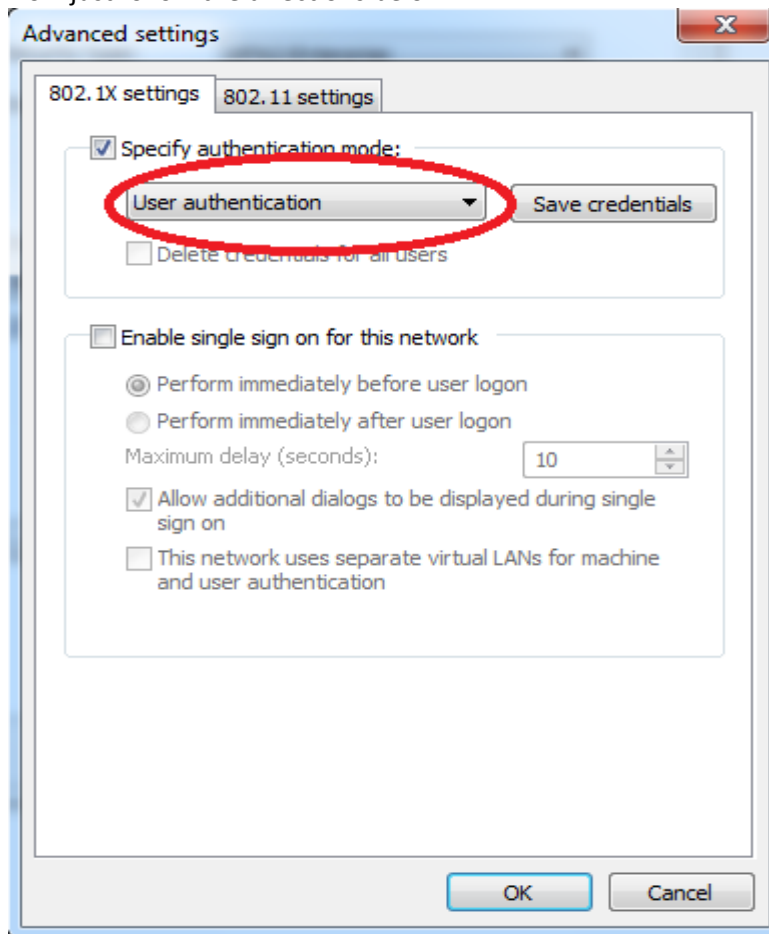 Advanced settings
802.1X settings
802.11 settings
Specify authentication mode:
User authentication
Save credentials
Delete credentials for all users
Enable single sign on for this network
Perform immediately before user logon
Perform immediately after user logon
Maximum delay (seconds):
10
Allow additional dialogs to be displayed during single
sign on
This network uses separate virtual LANs for machine
and user authentication
OK
Cancel